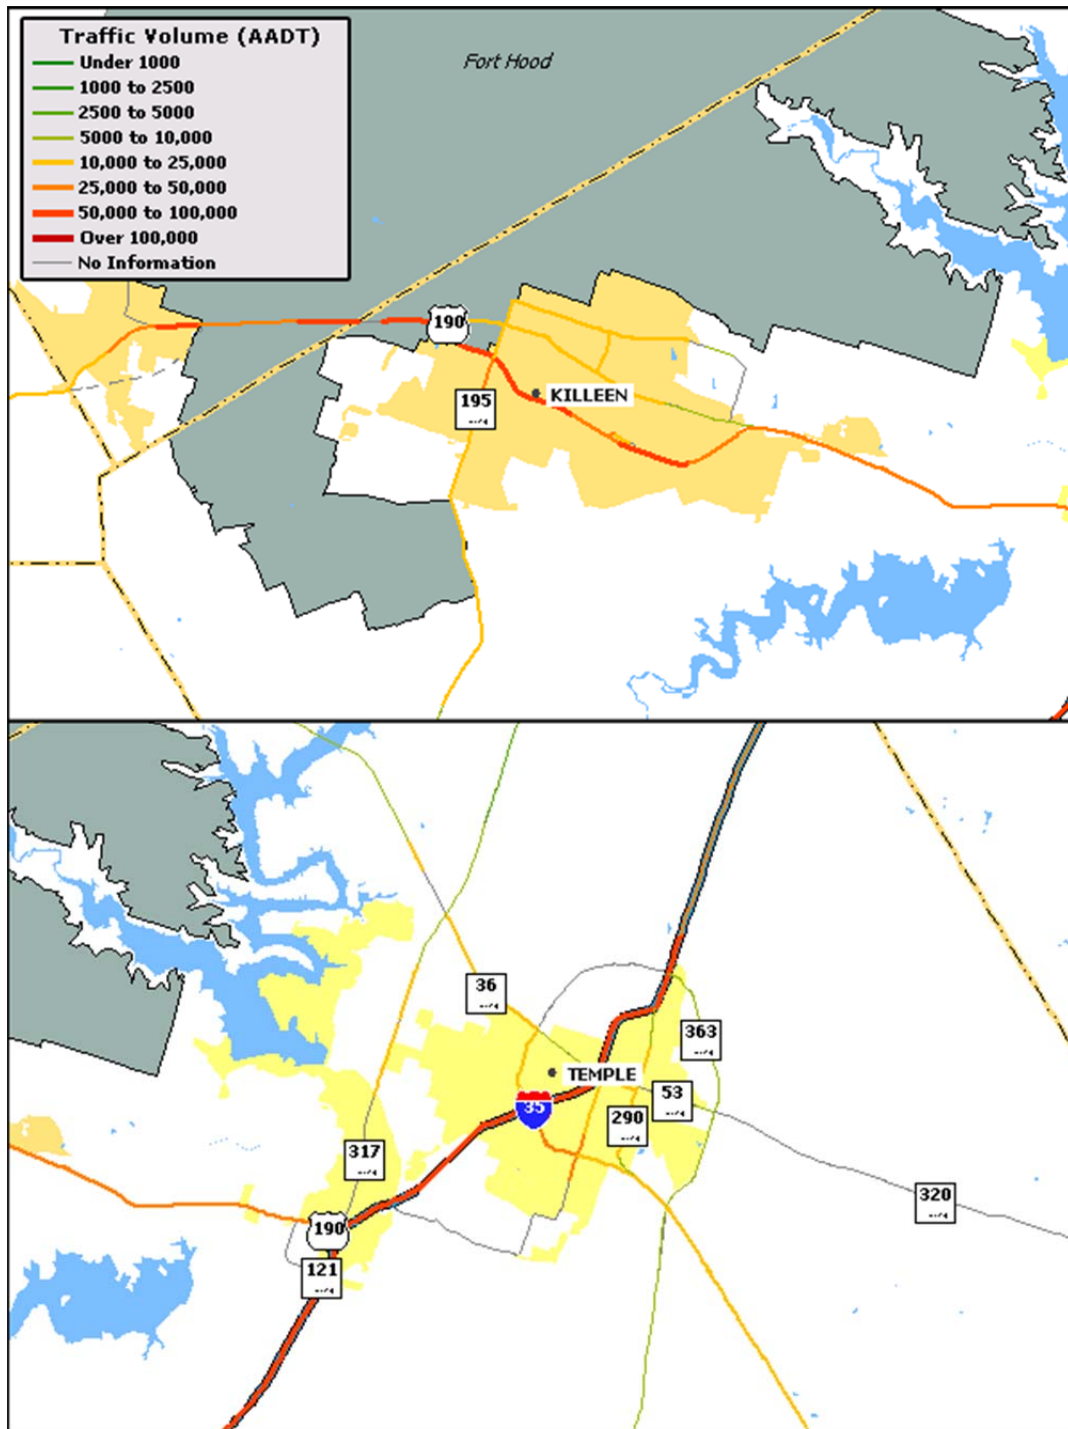 Traffic Volume (AADT)
Under 1000
1000 to 2500
2500 to 5000
5000 to 10,000
10,000 to 25,000
25,000 to 50,000
50,000 to 100,000
Over 100,000
No Information
Fort Hood
190
195
KILLEEN
36
363
TEMPLE
53
35
290
317
320
190
121